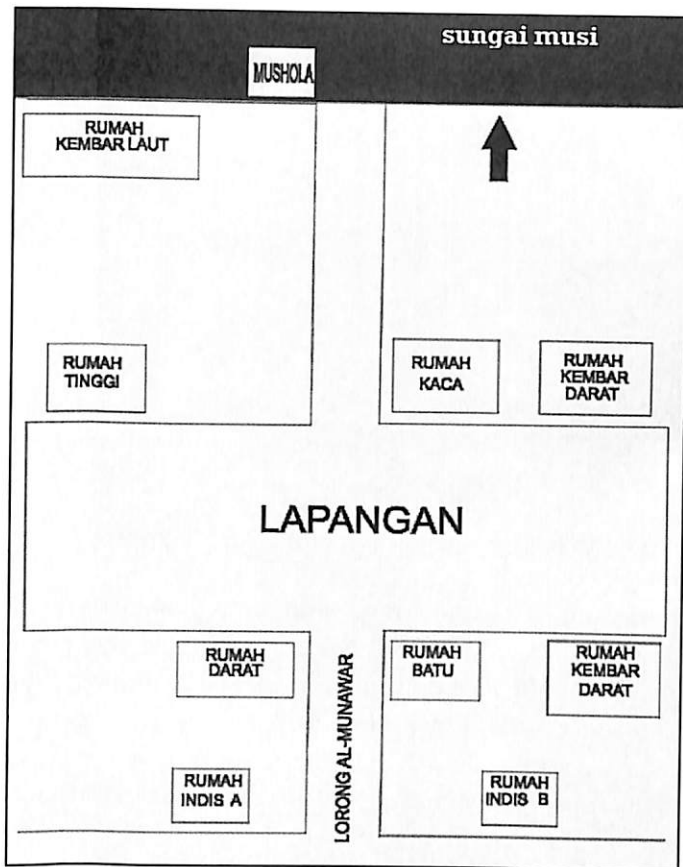 sungai musi
MUSHOLA
RUMAH
KEMBAR LAUT
RUMAH
TINGGI
RUMAH
KACA
RUMAH
KEMBAR
DARAT
LAPANGAN
RUMAH
DARAT
LORONG AL-MUNAWAR
RUMAH
BATU
RUMAH
KEMBAR
DARAT
RUMAH
INDIS A
RUMAH
INDIS B